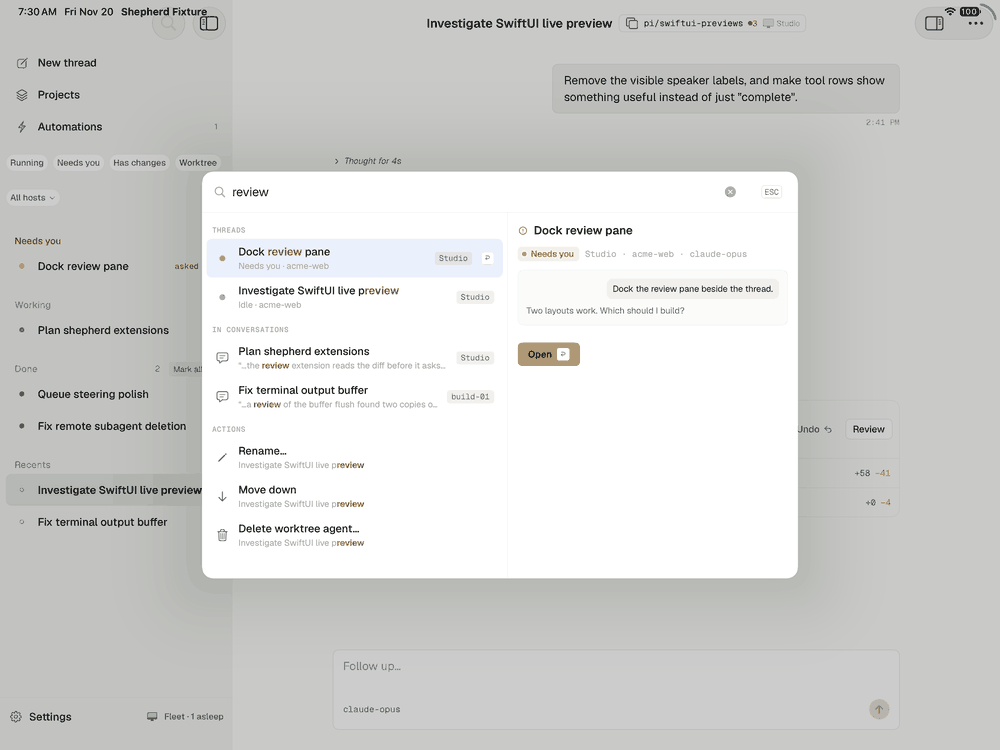 7:30 AM Fri Nov 20 Shepherd Fixture
100
Investigate SwiftUI live preview
pi/swiftui-previews
3
Studio
New thread
Projects
Automations
1
Running
Needs you
Has changes
Worktree
All hosts
Needs you
Dock review pane
asked
Working
Plan shepherd extensions
Done
2
Mark all
Queue steering polish
Fix remote subagent deletion
Recents
Investigate SwiftUI live preview
Fix terminal output buffer
Settings
Fleet · 1 asleep
Remove the visible speaker labels, and make tool rows show
something useful instead of just "complete".
2:41 PM
Thought for 4s
review
ESC
THREADS
Dock review pane
Needs you · acme-web
Studio
Investigate SwiftUI live preview
Idle · acme-web
Studio
IN CONVERSATIONS
Plan shepherd extensions
"…the review extension reads the diff before it asks…
Studio
Fix terminal output buffer
"…a review of the buffer flush found two copies o…
build-01
ACTIONS
Rename…
Investigate SwiftUI live preview
Move down
Investigate SwiftUI live preview
Delete worktree agent…
Investigate SwiftUI live preview
Dock review pane
Needs you
Studio · acme-web · claude-opus
Dock the review pane beside the thread.
Two layouts work. Which should I build?
Open
Undo
Review
+58 −41
+0 −4
Follow up…
claude-opus